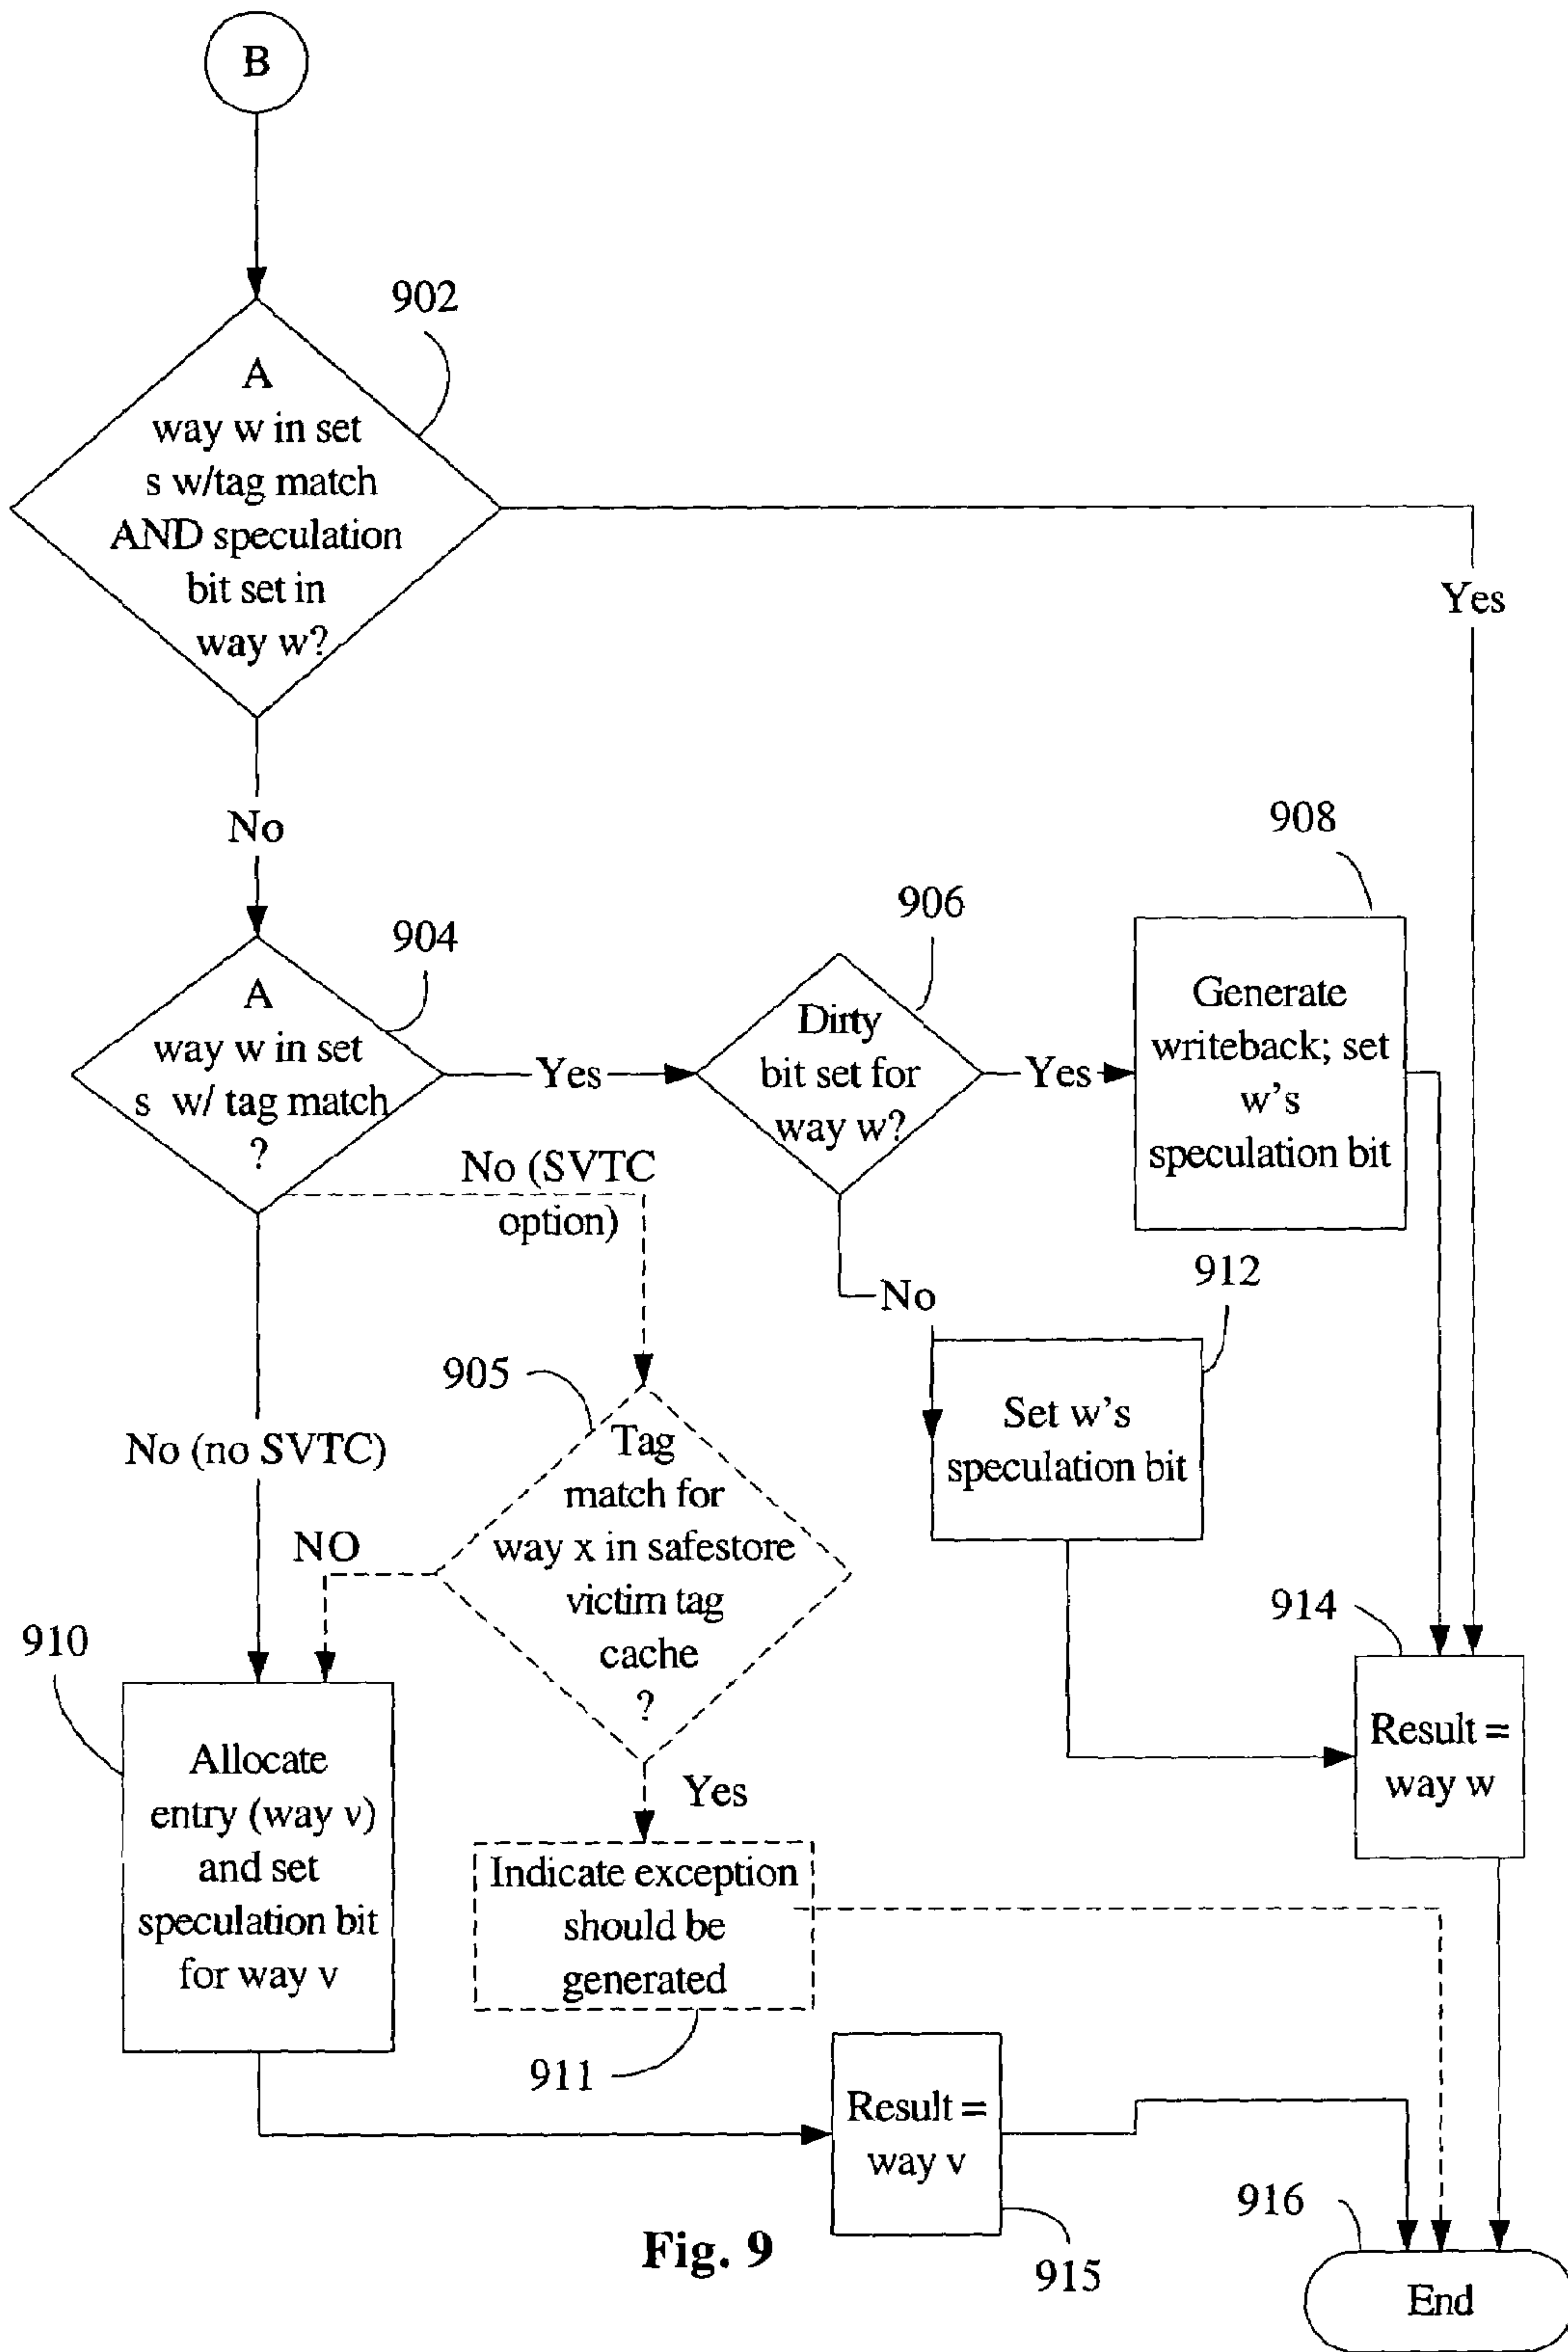 B
902
A
way w in set
s w/tag match
AND speculation
bit set in
way w?
Yes
No
908
906
904
A
way w in set
s w/ tag match
?
Yes
Dirty
bit set for
way w?
Yes
Generate
writeback; set
w's
speculation bit
No (SVTC
option)
912
No
905
Set w's
speculation bit
No (no SVTC)
Tag
match for
way x in safestore
victim tag
cache
?
NO
914
910
Result =
way w
Allocate
entry (way v)
and set
speculation bit
for way v
Yes
Indicate exception
should be
generated
911
Result =
way v
916
915
Fig. 9
End